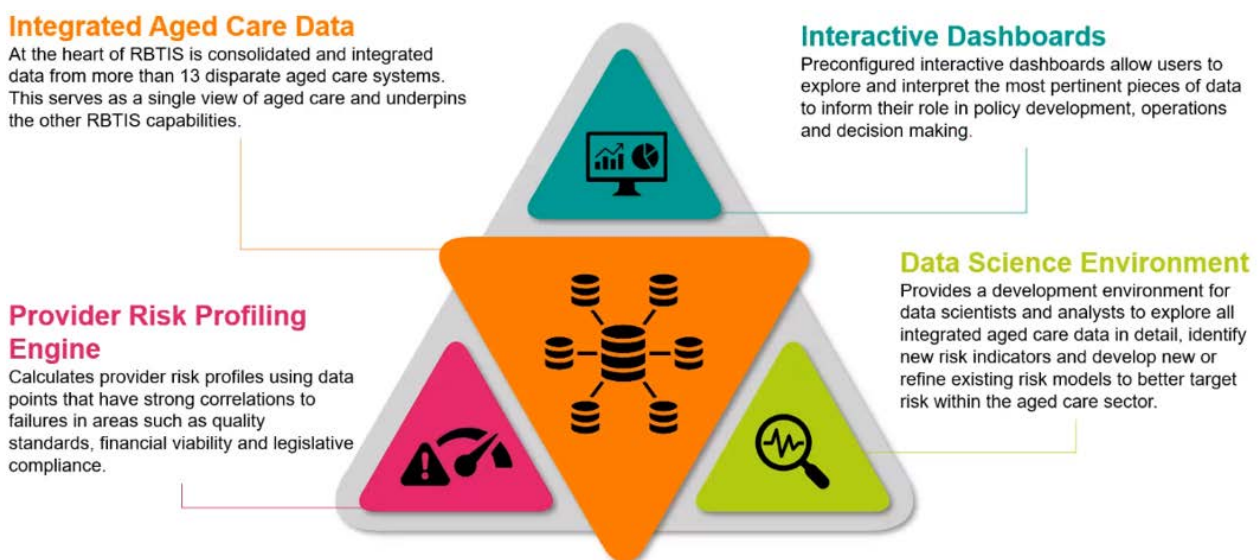 Integrated Aged Care Data
At the heart of RBTIS is consolidated and integrated
data from more than 13 disparate aged care systems.
This serves as a single view of aged care and underpins
the other RBTIS capabilities.
Interactive Dashboards
Preconfigured interactive dashboards allow users to
explore and interpret the most pertinent pieces of data
to inform their role in policy development, operations
and decision making.
Provider Risk Profiling
Engine
Calculates provider risk profiles using data
points that have strong correlations to
failures in areas such as quality
standards, financial viability and legislative
compliance.
Data Science Environment
Provides a development environment for
data scientists and analysts to explore all
integrated aged care data in detail, identify
new risk indicators and develop new or
refine existing risk models to better target
risk within the aged care sector.